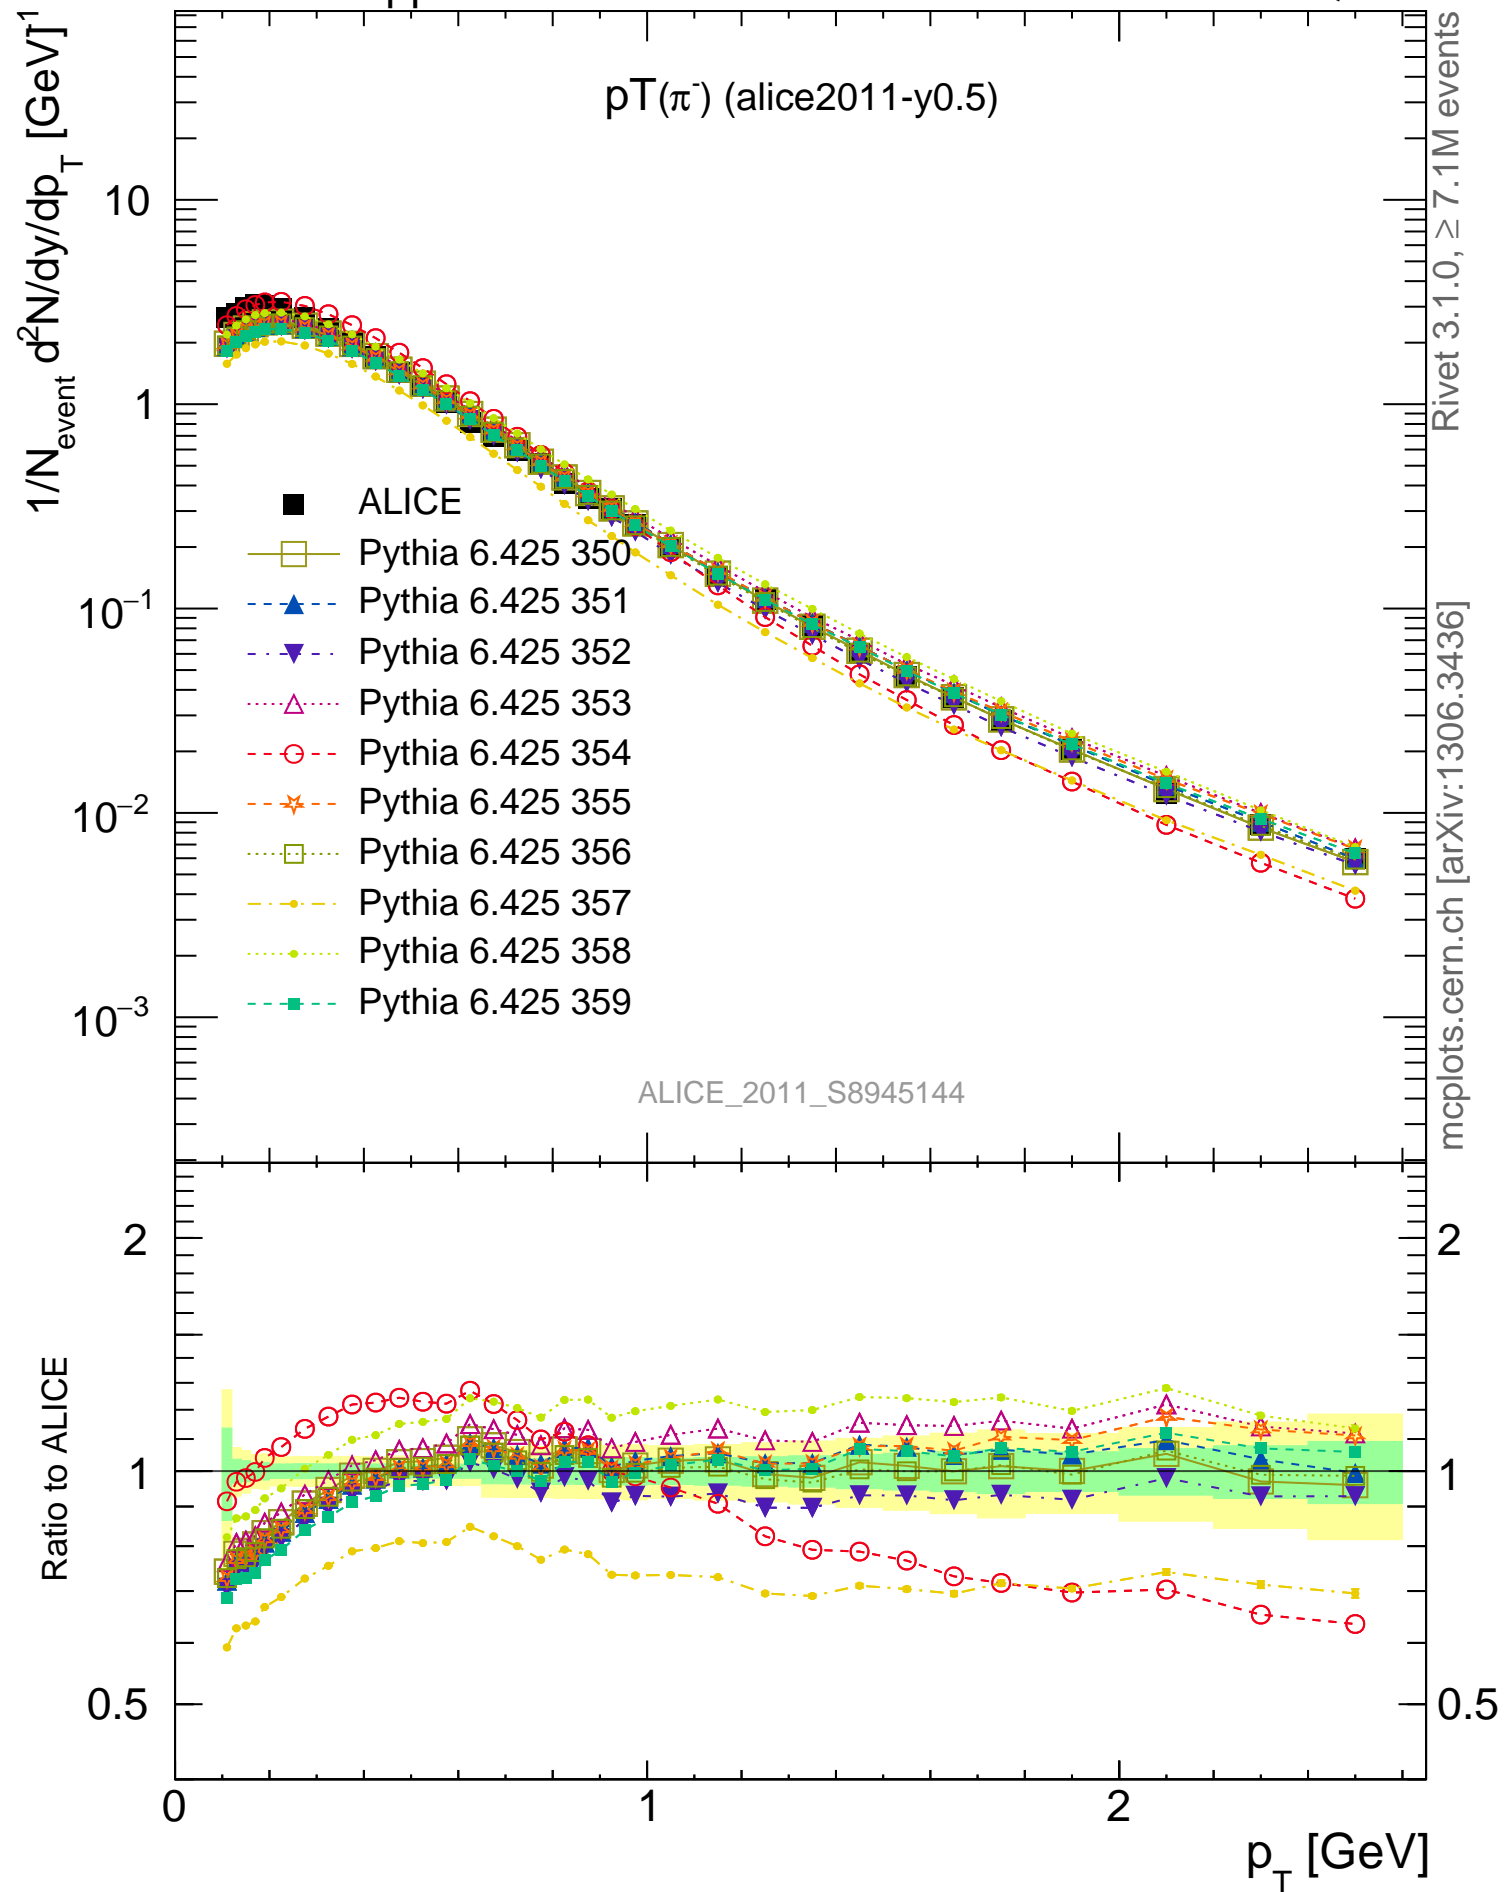 pT(π⁻) (alice2011-y0.5)
1/N_event d²N/dy/dp_T [GeV]⁻¹
10
1
10⁻¹
10⁻²
10⁻³
ALICE
Pythia 6.425 350
Pythia 6.425 351
Pythia 6.425 352
Pythia 6.425 353
Pythia 6.425 354
Pythia 6.425 355
Pythia 6.425 356
Pythia 6.425 357
Pythia 6.425 358
Pythia 6.425 359
ALICE_2011_S8945144
Rivet 3.1.0, ≥ 7.1M events
mcplots.cern.ch [arXiv:1306.3436]
Ratio to ALICE
2
1
0.5
2
1
0.5
0
1
2
p_T [GeV]